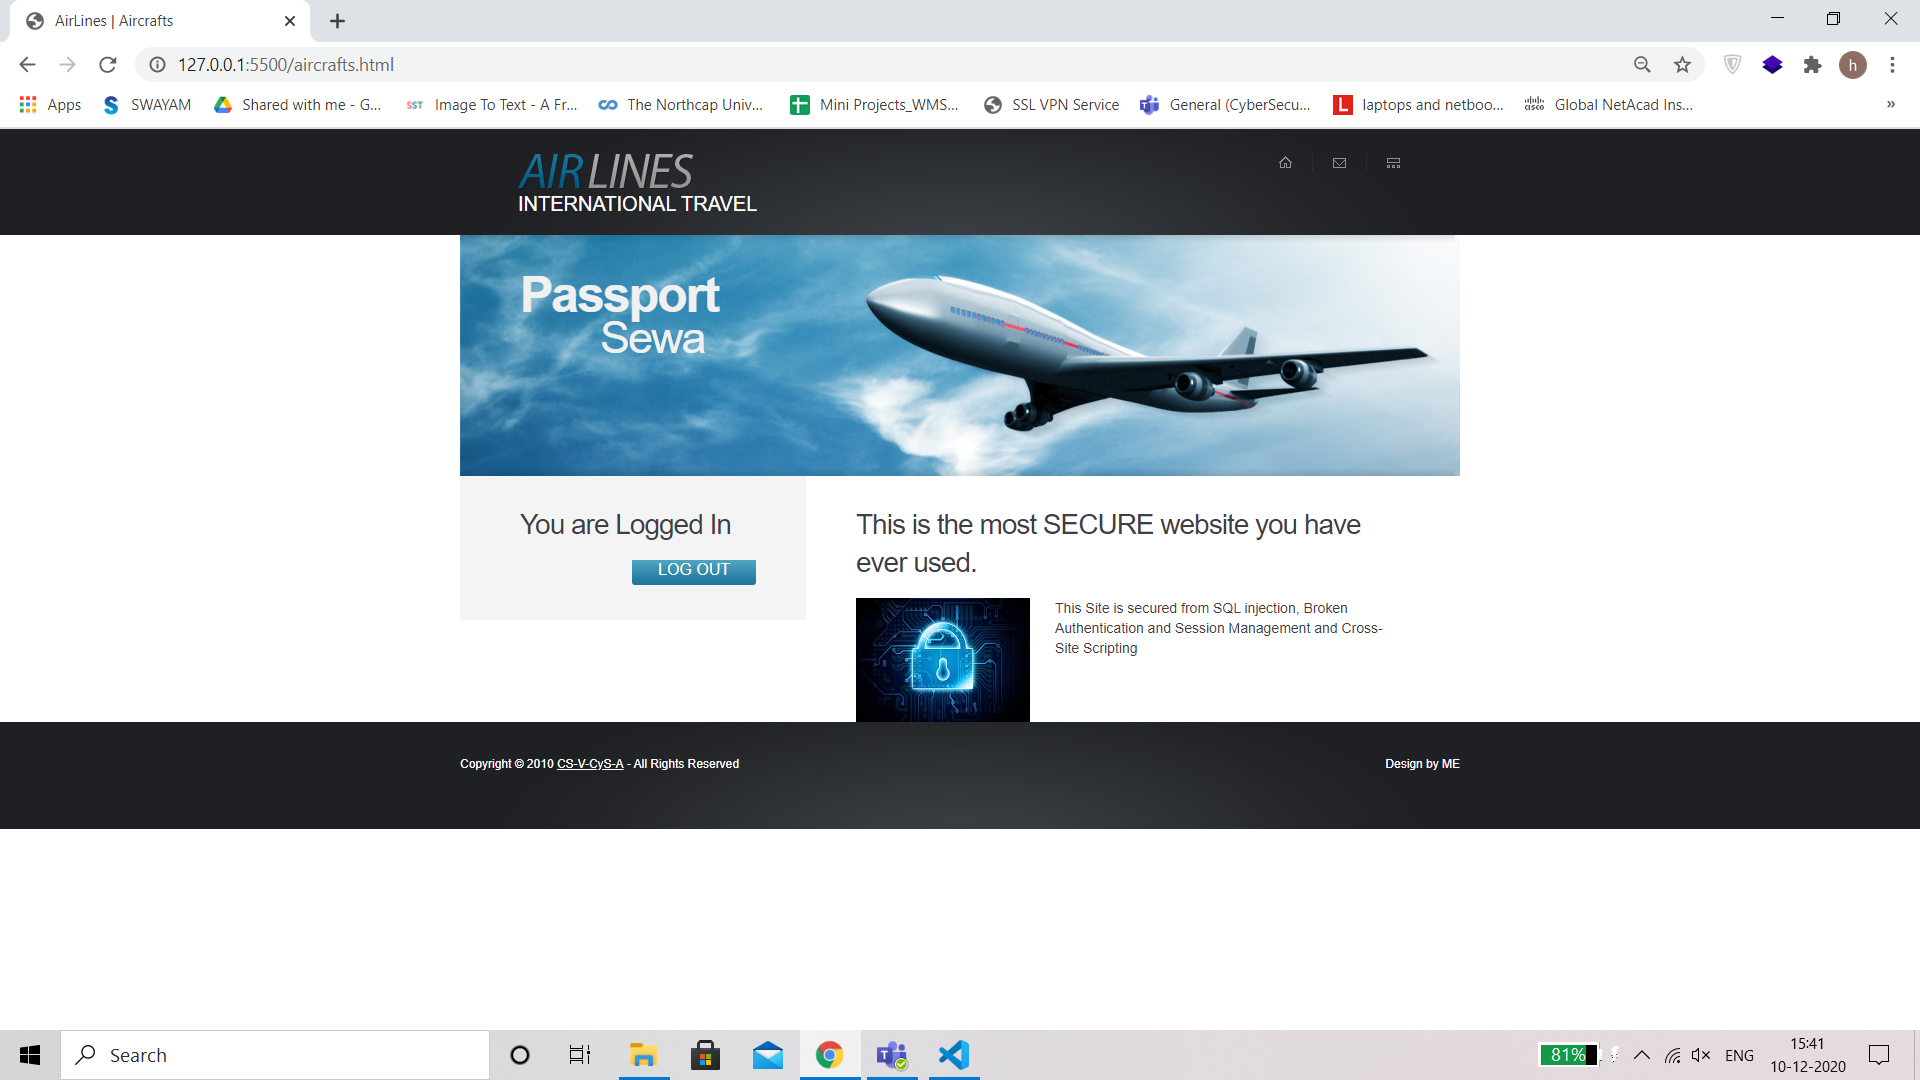 AirLines | Aircrafts
127.0.0.1:5500/aircrafts.html
h
Apps
S SWAYAM
Shared with me - G...
SST Image To Text - A Fr...
The Northcap Univ...
Mini Projects_WMS...
SSL VPN Service
General (CyberSecu...
L laptops and netboo...
cisco Global NetAcad Ins...
»
AIR LINES
INTERNATIONAL TRAVEL
Passport
Sewa
You are Logged In
LOG OUT
This is the most SECURE website you have
ever used.
This Site is secured from SQL injection, Broken
Authentication and Session Management and Cross-
Site Scripting
Copyright © 2010 CS-V-CyS-A - All Rights Reserved
Design by ME
Search
81%
ENG
15:41
10-12-2020